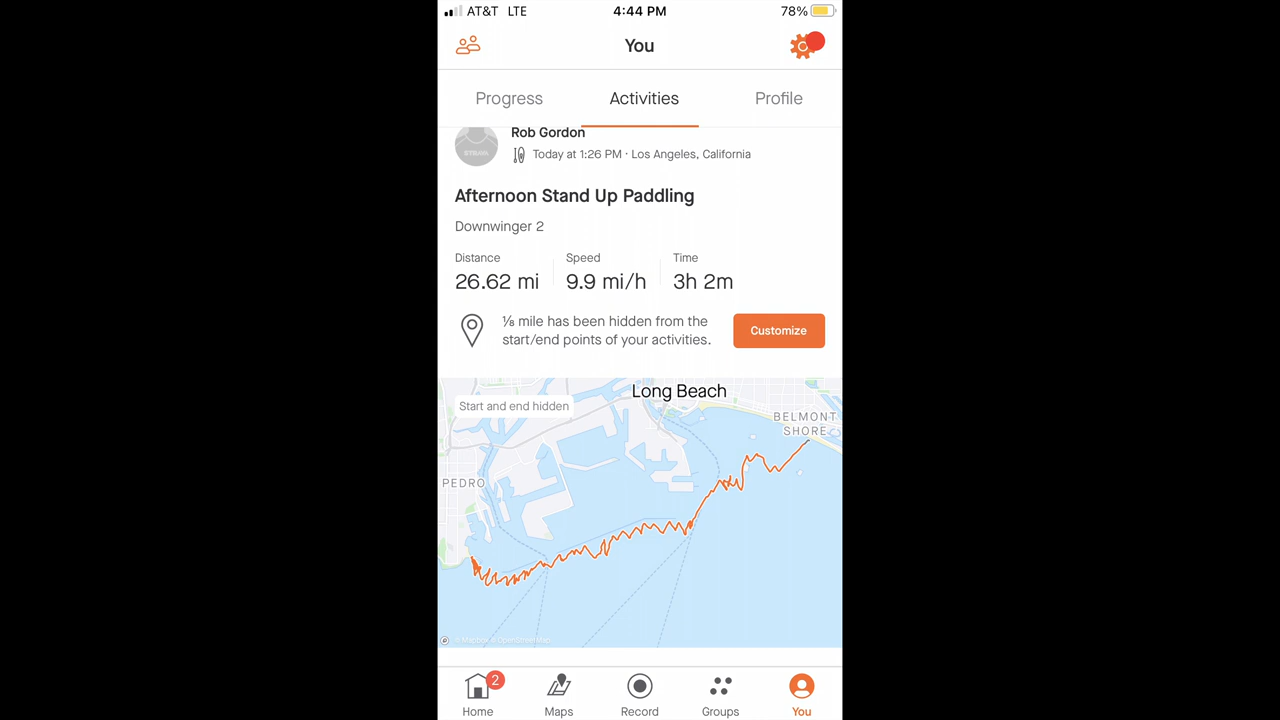 AT&T LTE 4:44 PM 78%
You
Progress Activities Profile
Rob Gordon
STRAVA
Today at 1:26 PM · Los Angeles, California
Afternoon Stand Up Paddling
Downwinger 2
Distance Speed Time
26.62 mi 9.9 mi/h 3h 2m
⅛ mile has been hidden from the
start/end points of your activities.
Customize
Long Beach
Start and end hidden
BELMONT
SHORE
PEDRO
© Mapbox © OpenStreetMap
2
Home Maps Record Groups You